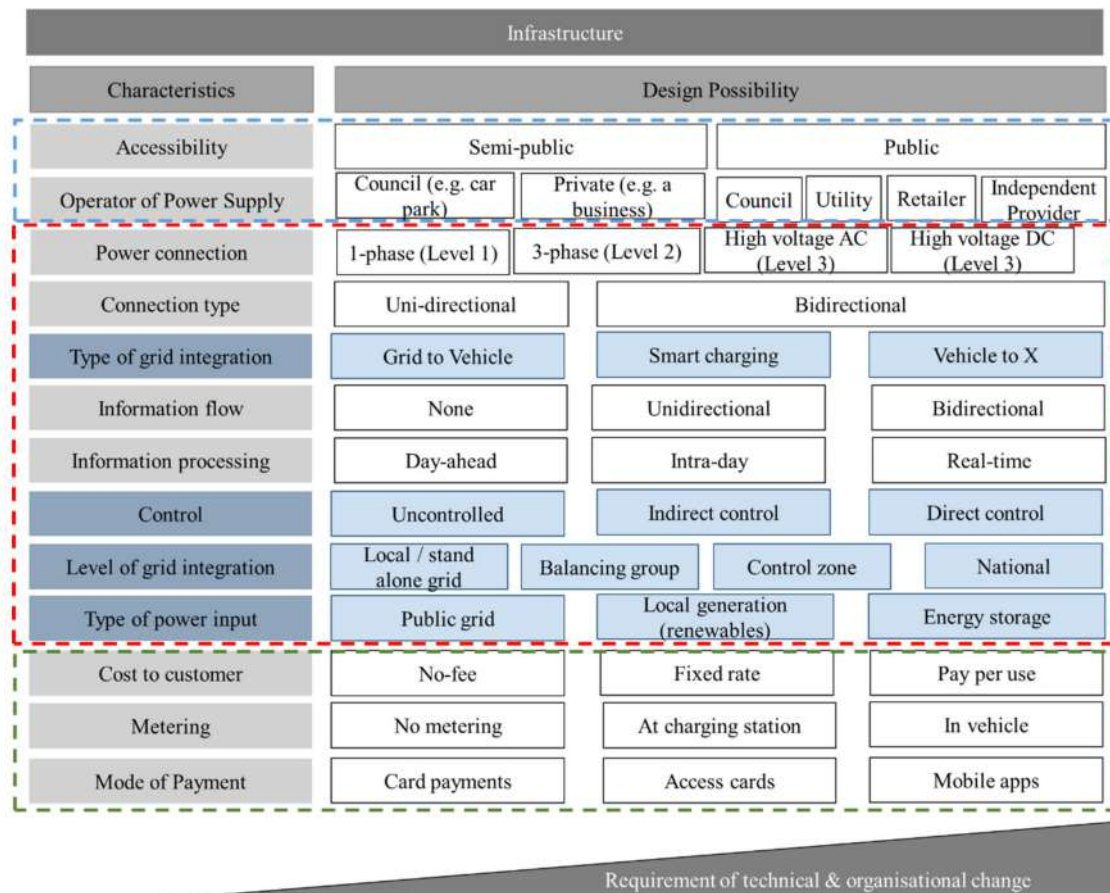 Infrastructure
Characteristics
Design Possibility
Accessibility
Semi-public
Public
Operator of Power Supply
Council (e.g. car
park)
Private (e.g. a
business)
Council
Utility
Retailer
Independent
Provider
Power connection
1-phase (Level 1)
3-phase (Level 2)
High voltage AC
(Level 3)
High voltage DC
(Level 3)
Connection type
Uni-directional
Bidirectional
Type of grid integration
Grid to Vehicle
Smart charging
Vehicle to X
Information flow
None
Unidirectional
Bidirectional
Information processing
Day-ahead
Intra-day
Real-time
Control
Uncontrolled
Indirect control
Direct control
Level of grid integration
Local / stand
alone grid
Balancing group
Control zone
National
Type of power input
Public grid
Local generation
(renewables)
Energy storage
Cost to customer
No-fee
Fixed rate
Pay per use
Metering
No metering
At charging station
In vehicle
Mode of Payment
Card payments
Access cards
Mobile apps
Requirement of technical & organisational change